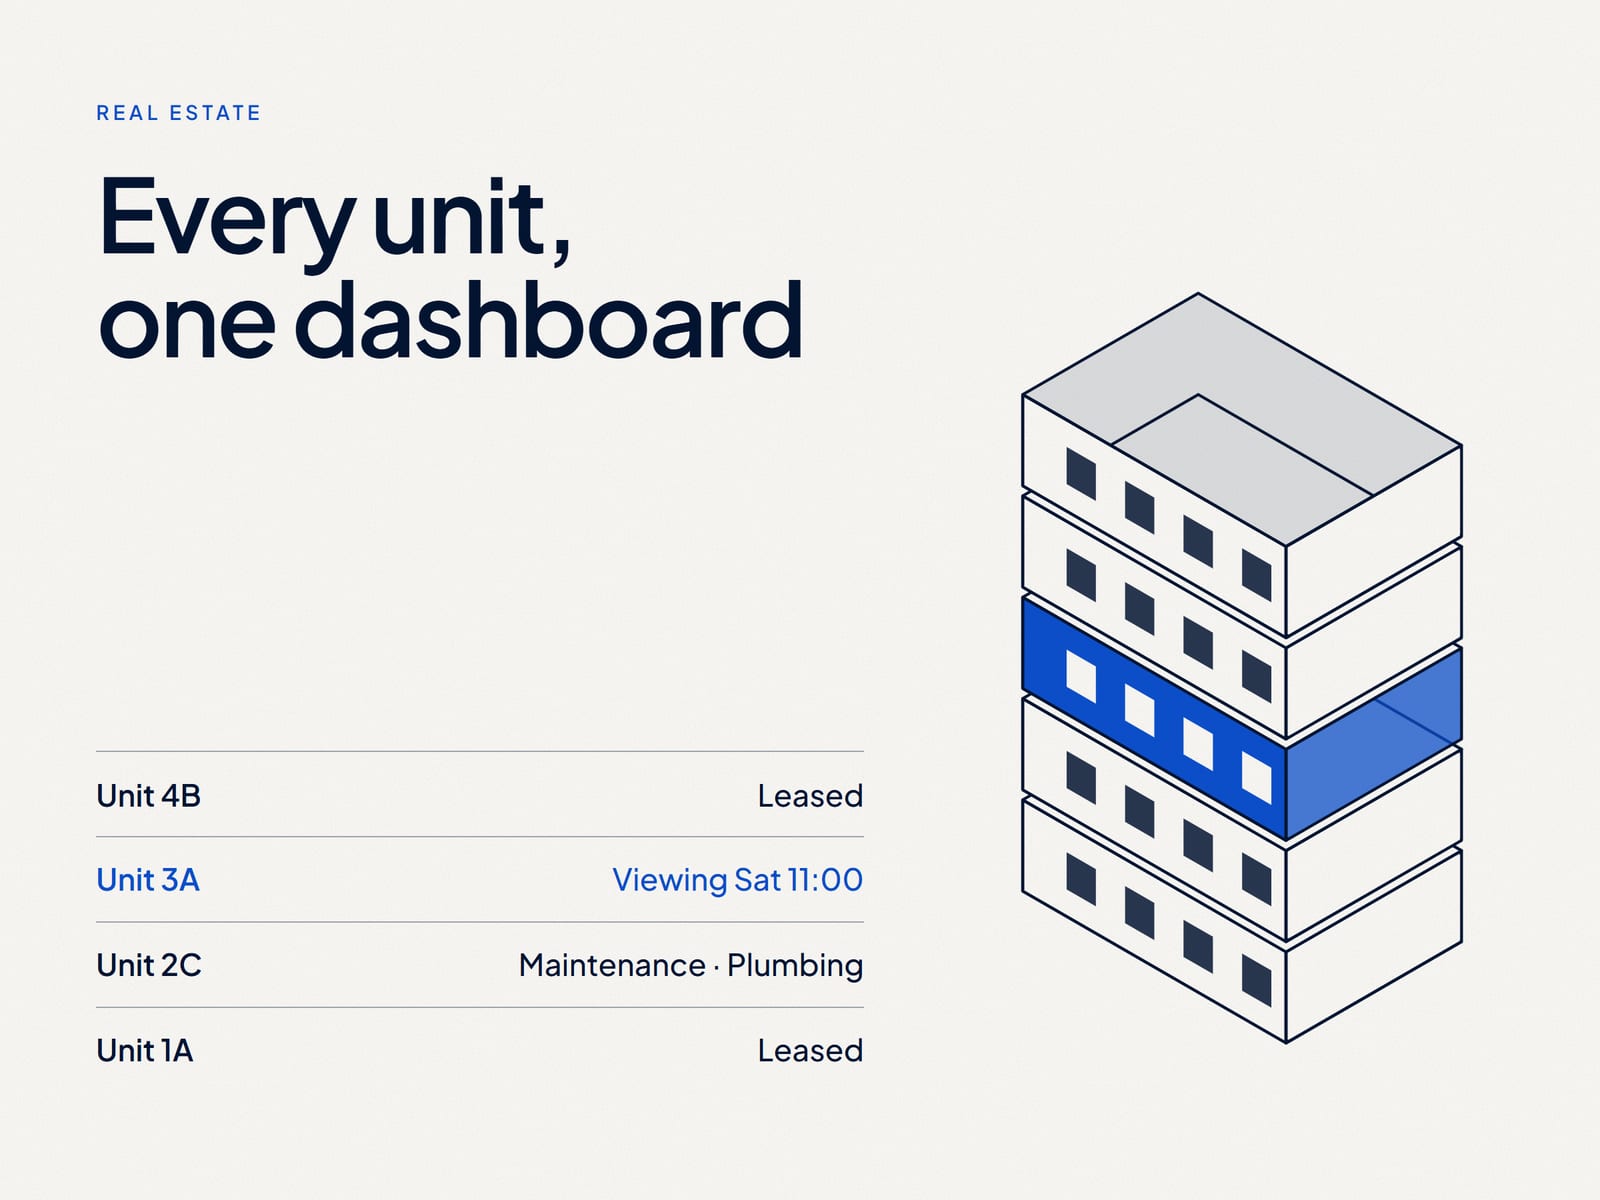 REAL ESTATE
Every unit,
one dashboard
Unit 4B Leased
Unit 3A Viewing Sat 11:00
Unit 2C Maintenance · Plumbing
Unit 1A Leased